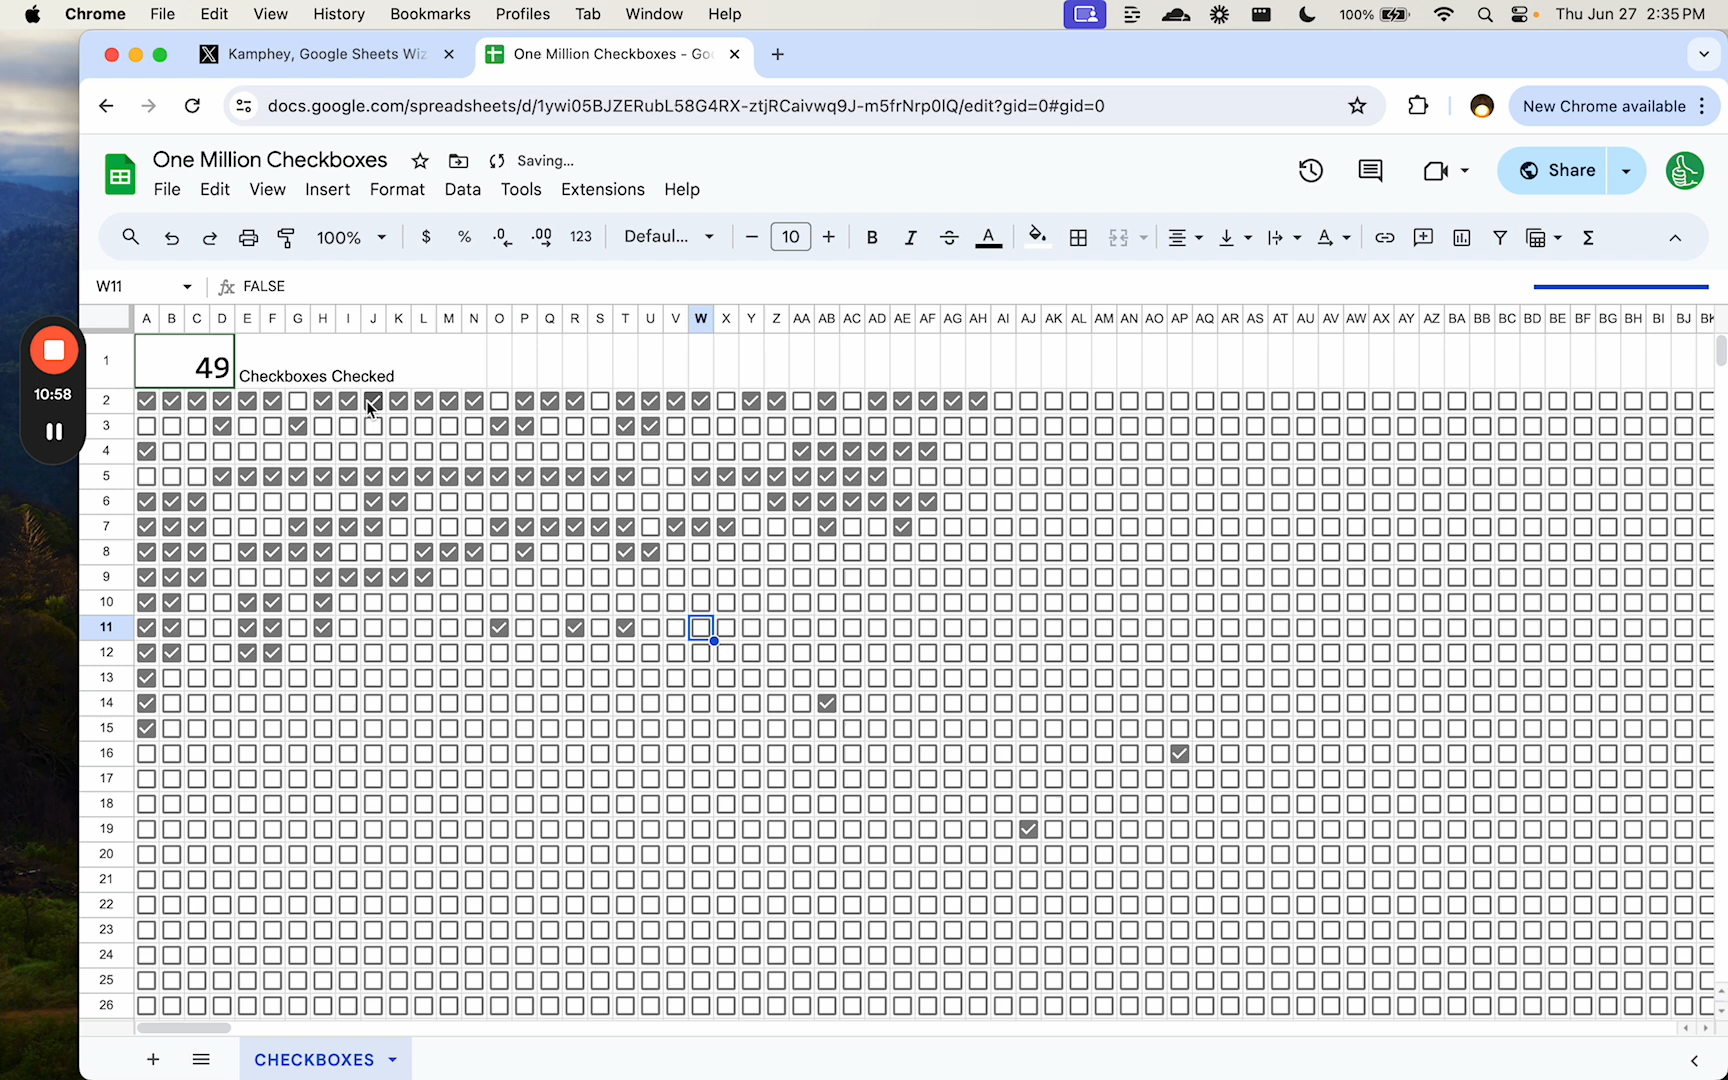 Chrome File Edit View History Bookmarks Profiles Tab Window Help 100% Thu Jun 27 2:35 PM
Kamphey, Google Sheets Wiz One Million Checkboxes - Goo
docs.google.com/spreadsheets/d/1ywi05BJZERubL58G4RX-ztjRCaivwq9J-m5frNrp0lQ/edit?gid=0#gid=0 New Chrome available
One Million Checkboxes Saving...
File Edit View Insert Format Data Tools Extensions Help
Share
100% $ % .0 .00 123 Defaul... 10 B I A
W11 fx FALSE
A B C D E F G H I J K L M N O P Q R S T U V W X Y Z AA AB AC AD AE AF AG AH AI AJ AK AL AM AN AO AP AQ AR AS AT AU AV AW AX AY AZ BA BB BC BD BE BF BG BH BI BJ BK
1 49 Checkboxes Checked
10:58
2
3
4
5
6
7
8
9
10
11
12
13
14
15
16
17
18
19
20
21
22
23
24
25
26
CHECKBOXES